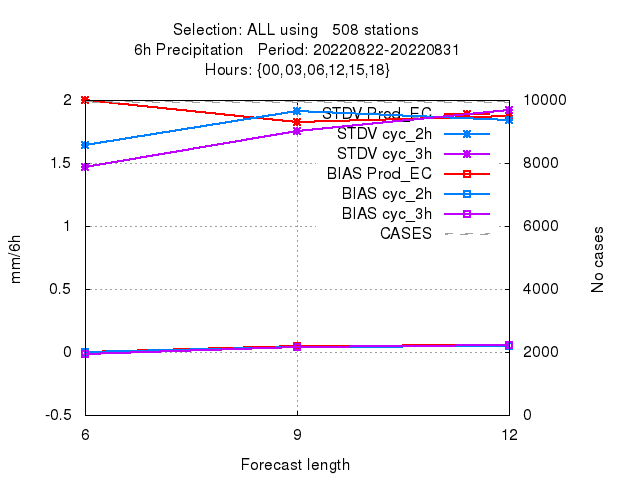 Selection: ALL using   508 stations
6h Precipitation   Period: 20220822-20220831
Hours: {00,03,06,12,15,18}
2
1.5
1
0.5
0
-0.5
mm/6h
STDV Prod_EC
STDV cyc_2h
STDV cyc_3h
BIAS Prod_EC
BIAS cyc_2h
BIAS cyc_3h
CASES
10000
8000
6000
4000
2000
0
No cases
6 9 12
Forecast length